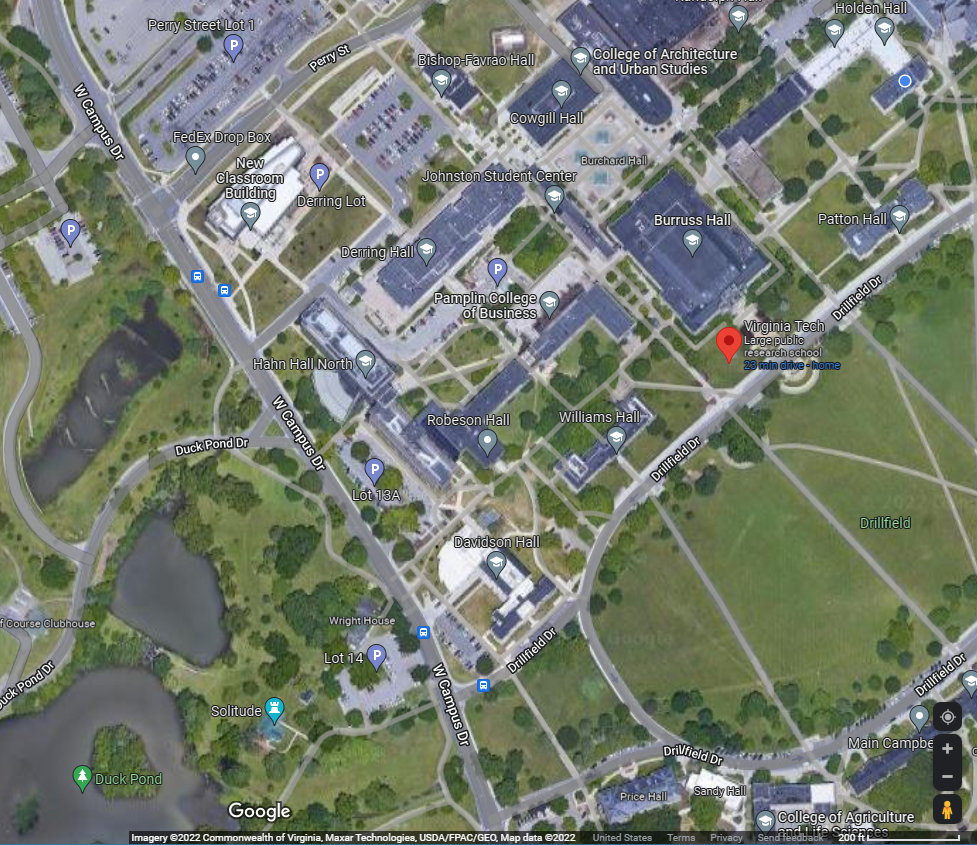 Holden Hall
Perry Street Lot 1
P
Perry St
Bishop-Favrao Hall
College of Architecture
and Urban Studies
W Campus Dr
Cowgill Hall
FedEx Drop Box
Burchard Hall
New
Classroom
Building
P
Derring Lot
Johnston Student Center
Burruss Hall
Patton Hall
P
Derring Hall
P
Pamplin College
of Business
Drillfield Dr
Virginia Tech
Large public
research school
23 min drive - home
Hahn Hall North
W Campus Dr
Robeson Hall
Williams Hall
Duck Pond Dr
Drillfield Dr
P
Lot 13A
Drillfield
Davidson Hall
Wright House
f Course Clubhouse
Lot 14
P
Drillfield Dr
Drillfield Dr
uck Pond Dr
W Campus Dr
Solitude
Main Campbe
Drillfield Dr
Duck Pond
Price Hall
Sandy Hall
Google
College of Agriculture
and Life Sciences
Imagery ©2022 Commonwealth of Virginia, Maxar Technologies, USDA/FPAC/GEO, Map data ©2022 United States Terms Privacy Send feedback 200 ft